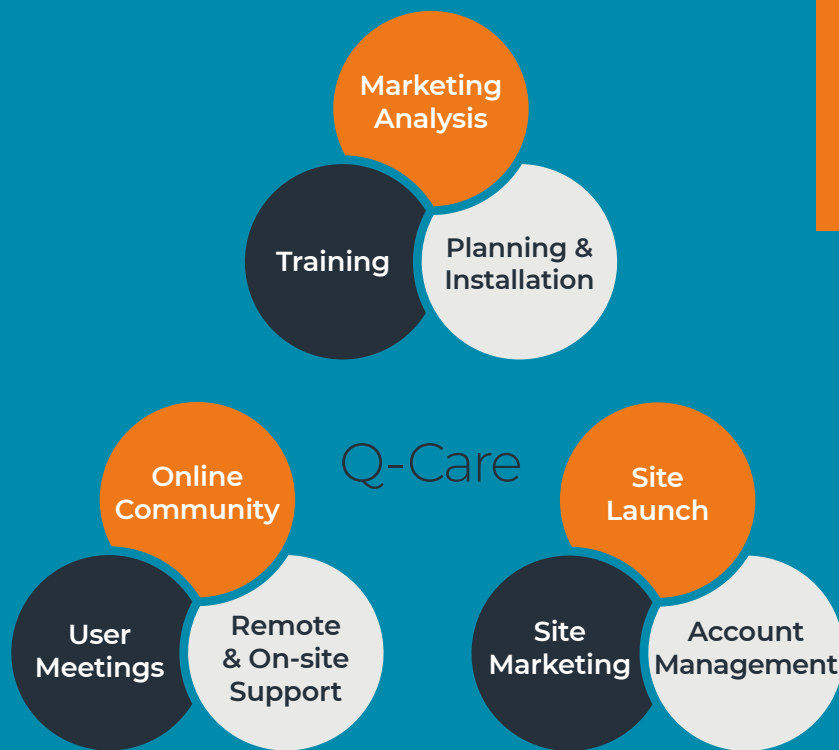 Marketing
Analysis
Training
Planning &
Installation
Q-Care
Online
Community
User
Meetings
Remote
& On-site
Support
Site
Launch
Site
Marketing
Account
Management